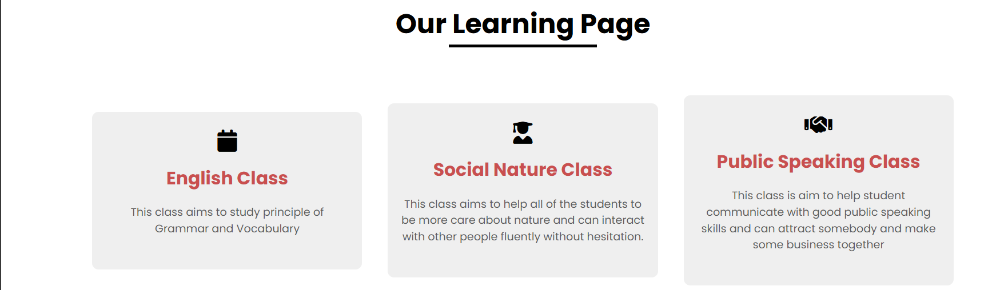 Our Learning Page
English Class
This class aims to study principle of
Grammar and Vocabulary
Social Nature Class
This class aims to help all of the students to
be more care about nature and can interact
with other people fluently without hesitation.
Public Speaking Class
This class is aim to help student
communicate with good public speaking
skills and can attract somebody and make
some business together